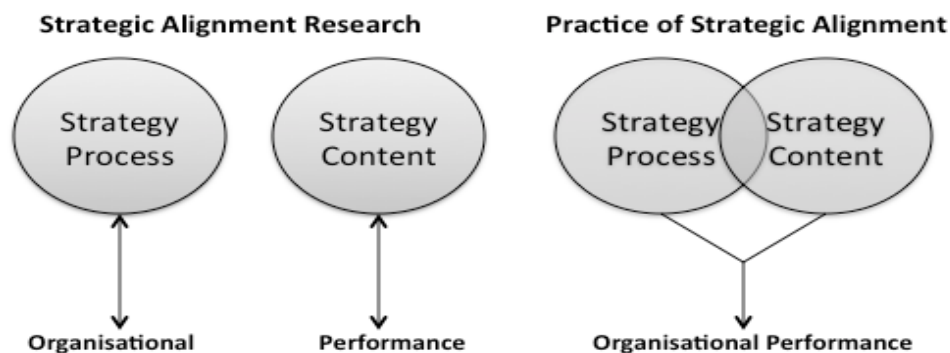 Strategic Alignment Research
Practice of Strategic Alignment
Strategy
Process
Strategy
Content
Strategy
Process
Strategy
Content
Organisational
Performance
Organisational Performance